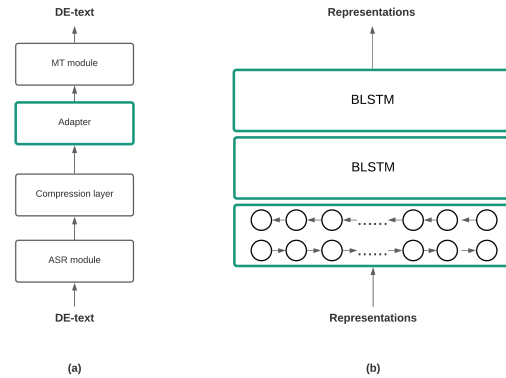 DE-text
MT module
Adapter
Compression layer
ASR module
DE-text
(a)
Representations
BLSTM
BLSTM
......
......
Representations
(b)